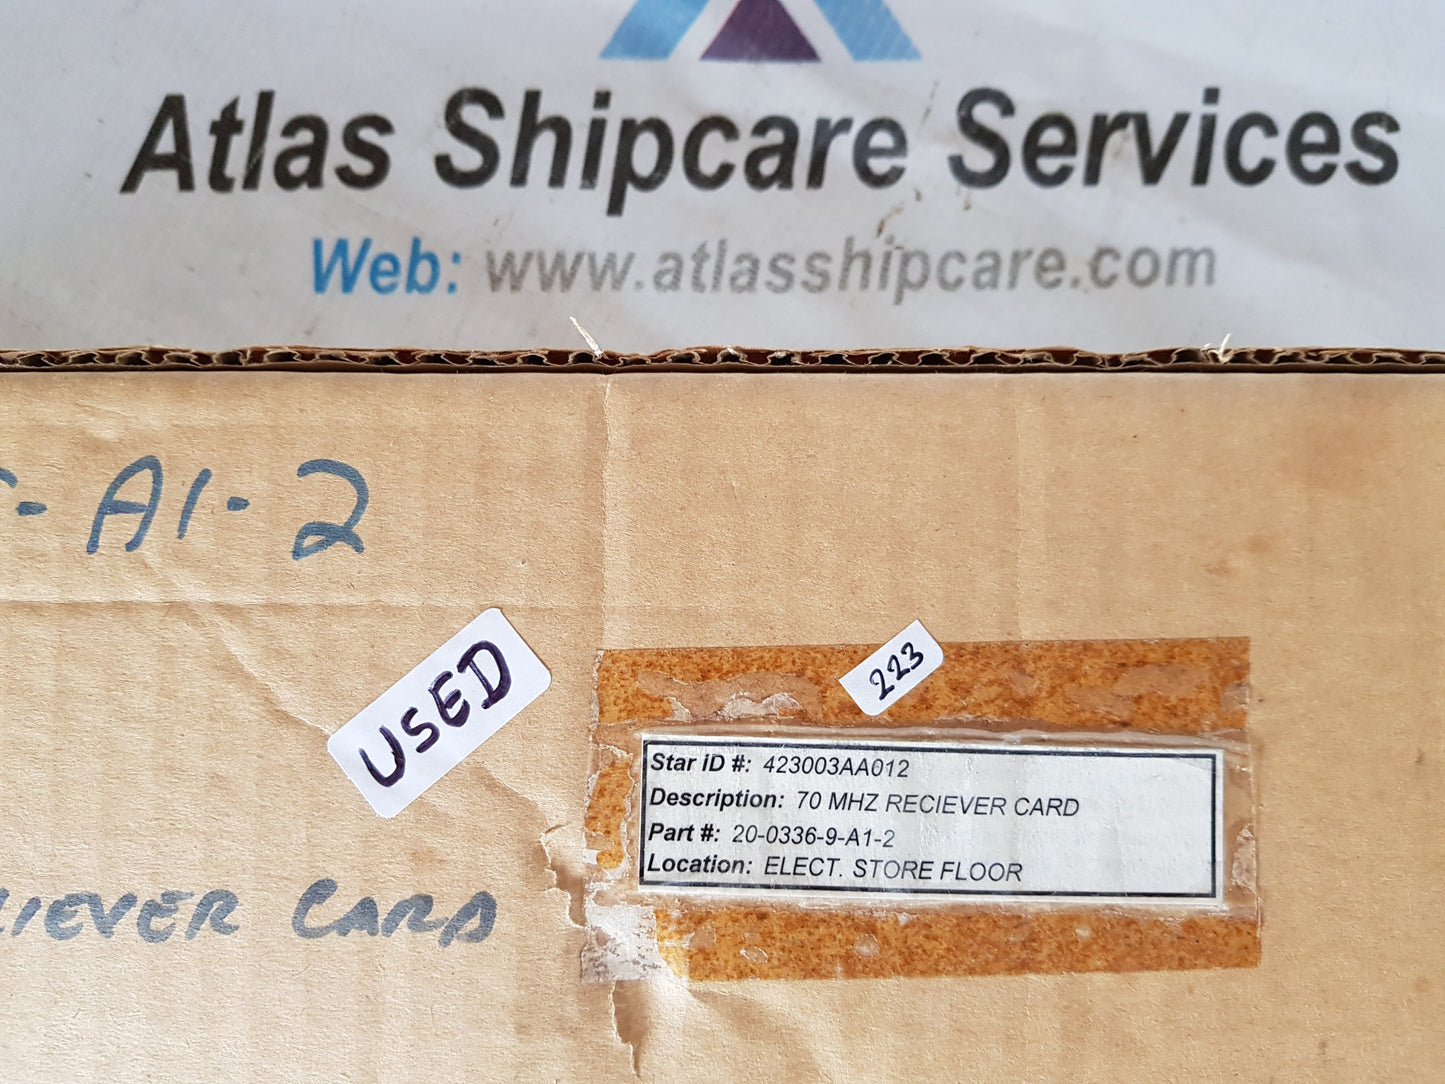 Atlas Shipcare Services
Web: www.atlasshipcare.com
-A1-2
USED
223
Star ID #: 423003AA012
Description: 70 MHZ RECIEVER CARD
Part #: 20-0336-9-A1-2
Location: ELECT. STORE FLOOR
IEVER CARD